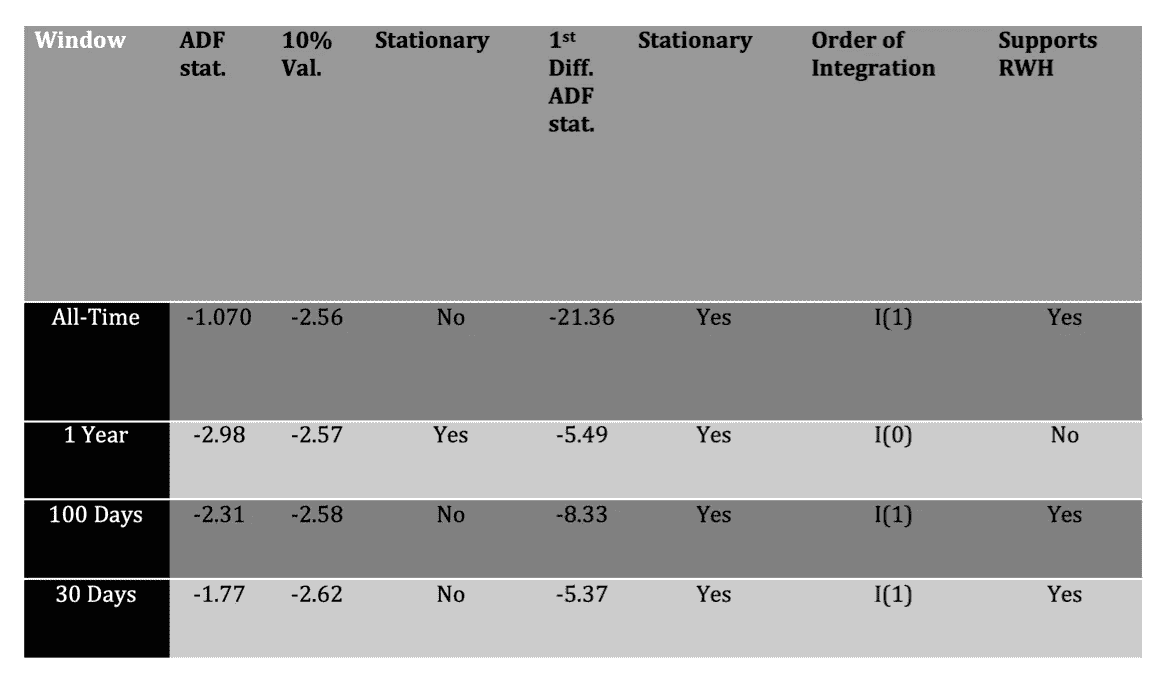 Window ADF stat. 10% Val. Stationary 1st Diff. ADF stat. Stationary Order of Integration Supports RWH
All-Time -1.070 -2.56 No -21.36 Yes I(1) Yes
1 Year -2.98 -2.57 Yes -5.49 Yes I(0) No
100 Days -2.31 -2.58 No -8.33 Yes I(1) Yes
30 Days -1.77 -2.62 No -5.37 Yes I(1) Yes